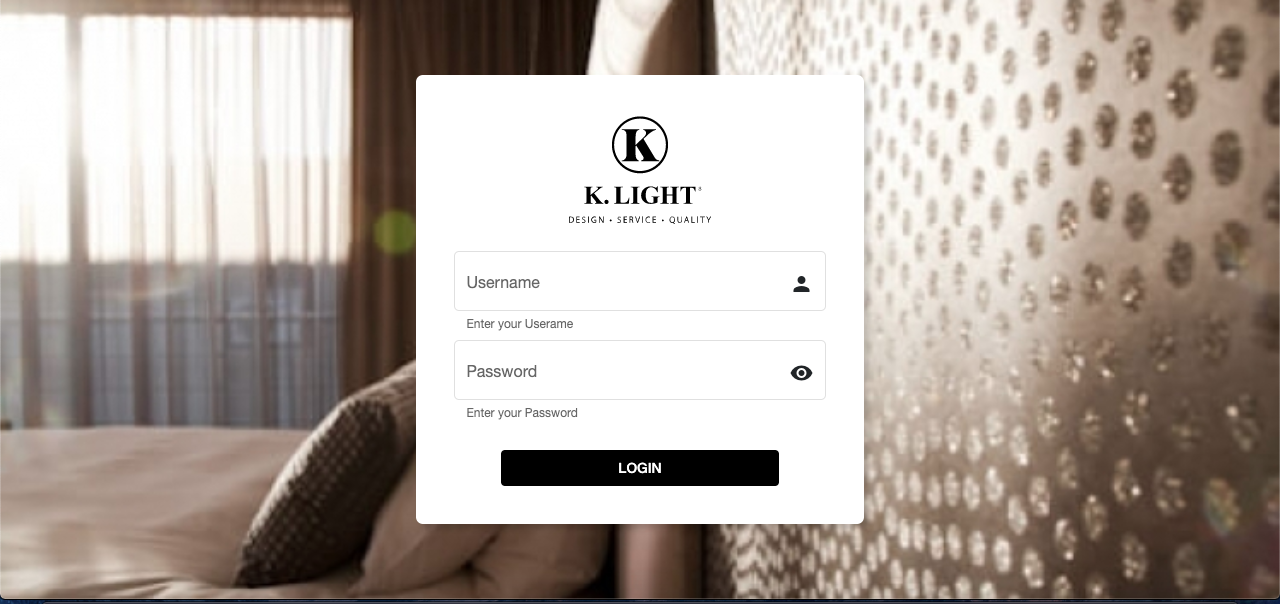 K
K. LIGHT®
DESIGN • SERVICE • QUALITY
Username
Enter your Userame
Password
Enter your Password
LOGIN